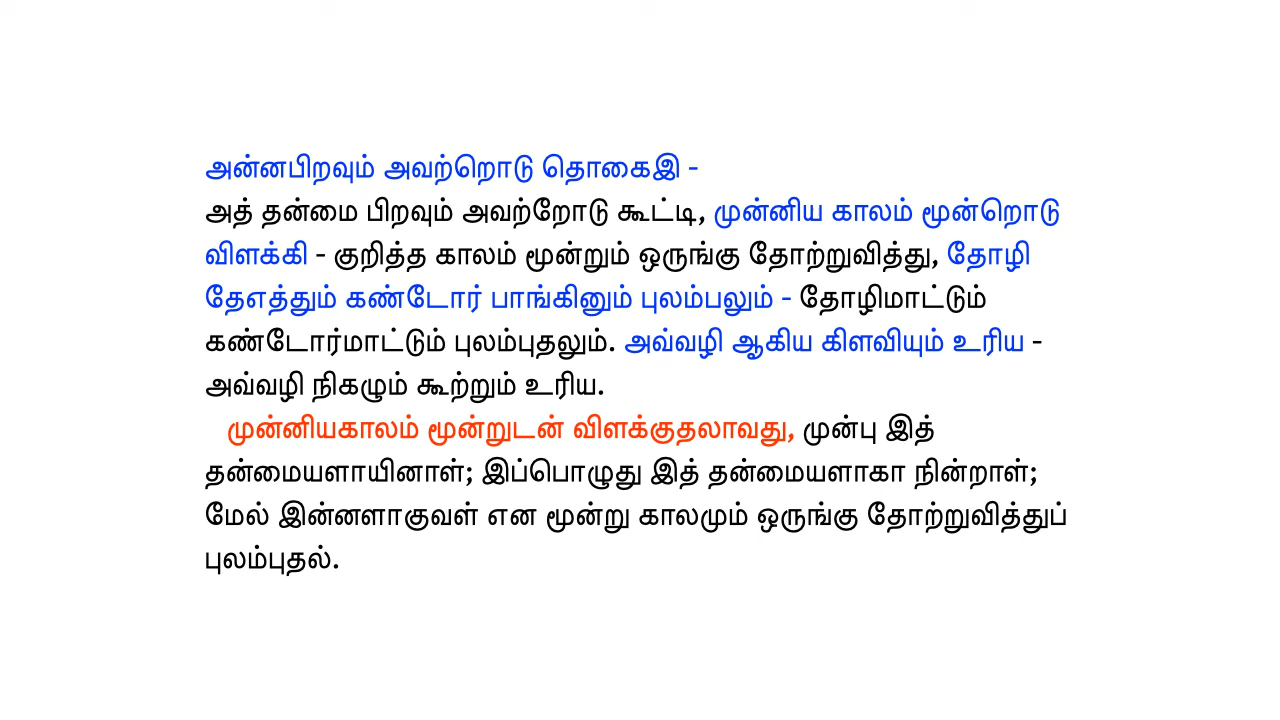 அன்னபிறவும் அவற்றொடு தொகைஇ -
அத் தன்மை பிறவும் அவற்றோடு கூட்டி, முன்னிய காலம் மூன்றொடு
விளக்கி - குறித்த காலம் மூன்றும் ஒருங்கு தோற்றுவித்து, தோழி
தேஎத்தும் கண்டோர் பாங்கினும் புலம்பலும் - தோழிமாட்டும்
கண்டோர்மாட்டும் புலம்புதலும். அவ்வழி ஆகிய கிளவியும் உரிய -
அவ்வழி நிகழும் கூற்றும் உரிய.
முன்னியகாலம் மூன்றுடன் விளக்குதலாவது, முன்பு இத்
தன்மையளாயினாள்; இப்பொழுது இத் தன்மையளாகா நின்றாள்;
மேல் இன்னளாகுவள் என மூன்று காலமும் ஒருங்கு தோற்றுவித்துப்
புலம்புதல்.